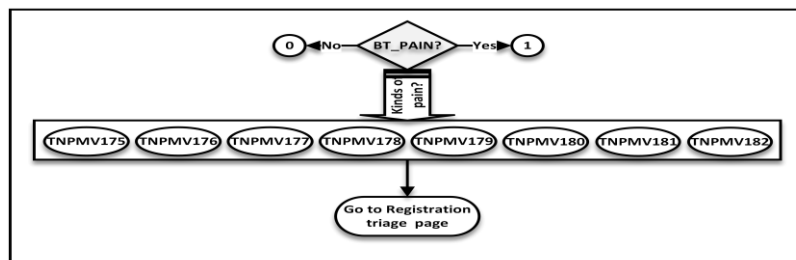 0 No BT_PAIN? Yes 1
Kinds of
pain?
TNPMV175 TNPMV176 TNPMV177 TNPMV178 TNPMV179 TNPMV180 TNPMV181 TNPMV182
Go to Registration
triage page